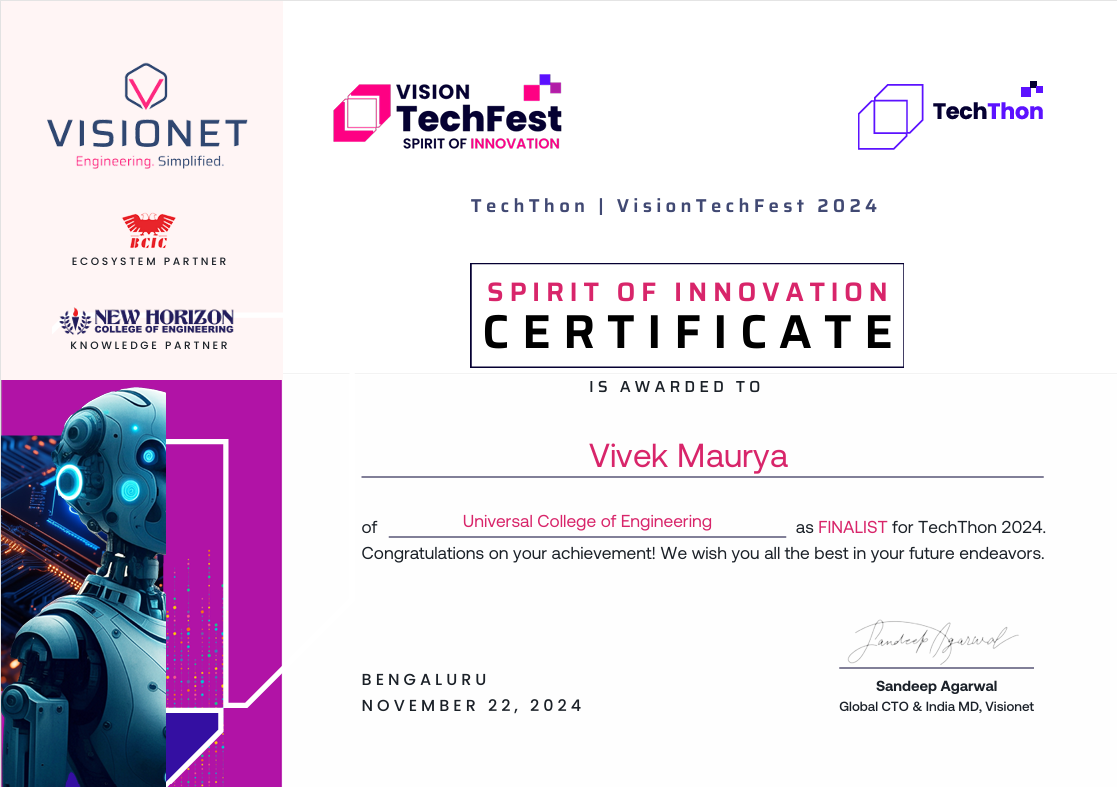 VISIONET
Engineering. Simplified.
BCIC
ECOSYSTEM PARTNER
NEW HORIZON
COLLEGE OF ENGINEERING
KNOWLEDGE PARTNER
VISION
TechFest
SPIRIT OF INNOVATION
TechThon
TechThon | VisionTechFest 2024
SPIRIT OF INNOVATION
CERTIFICATE
IS AWARDED TO
Vivek Maurya
of Universal College of Engineering as FINALIST for TechThon 2024.
Congratulations on your achievement! We wish you all the best in your future endeavors.
BENGALURU
NOVEMBER 22, 2024
Sandeep Agarwal
Sandeep Agarwal
Global CTO & India MD, Visionet